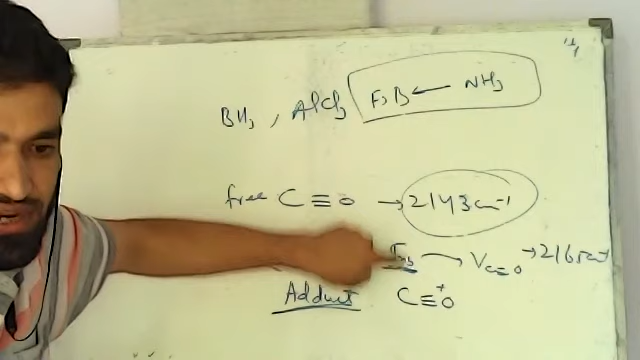 BH3 , AlCl3 F3B ← NH3
free C≡O → 2143 cm⁻¹
→ νC≡O → 2165 cm⁻¹
Adduct C≡O⁺